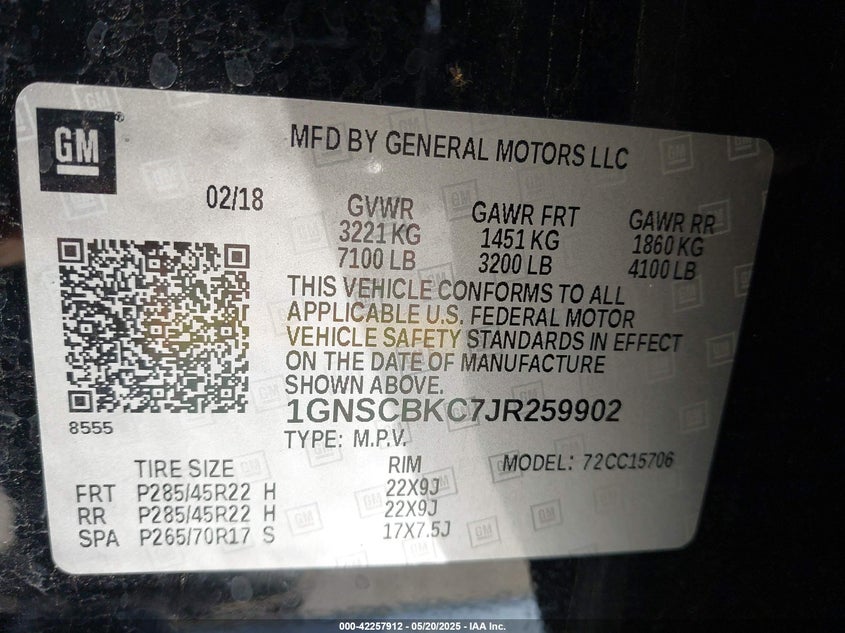 GM
MFD BY GENERAL MOTORS LLC
02/18
GVWR GAWR FRT GAWR RR
3221 KG 1451 KG 1860 KG
7100 LB 3200 LB 4100 LB
THIS VEHICLE CONFORMS TO ALL
APPLICABLE U.S. FEDERAL MOTOR
VEHICLE SAFETY STANDARDS IN EFFECT
ON THE DATE OF MANUFACTURE
SHOWN ABOVE.
1GNSCBKC7JR259902
8555
TYPE: M.P.V.
TIRE SIZE RIM MODEL: 72CC15706
FRT P285/45R22 H 22X9J
RR P285/45R22 H 22X9J
SPA P265/70R17 S 17X7.5J
000-42257912 — 05/20/2025 — IAA Inc.